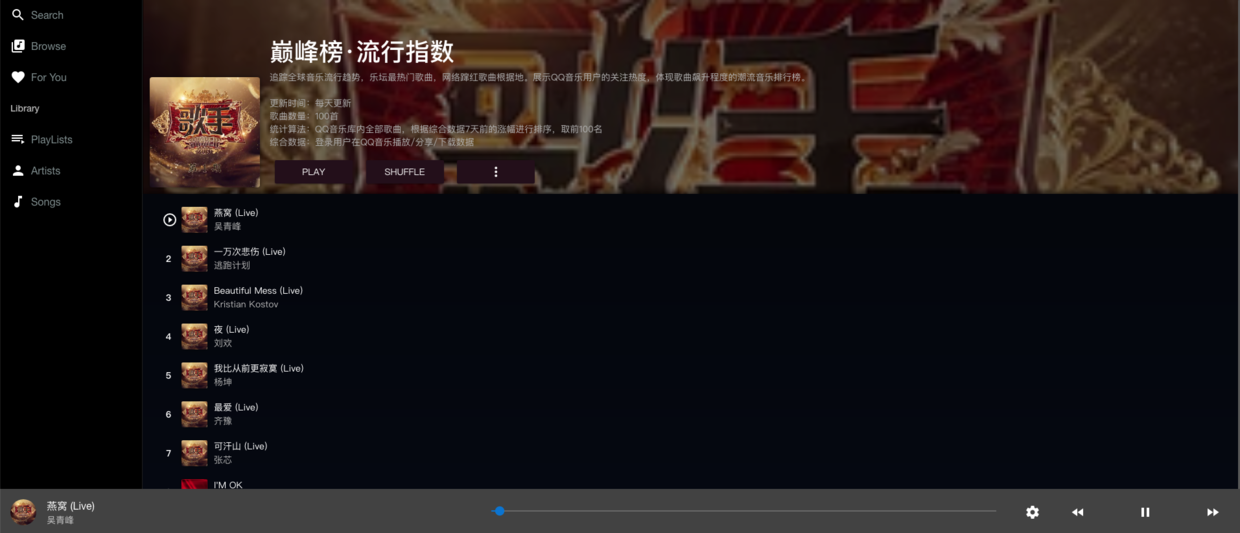 Search
Browse
For You
Library
PlayLists
Artists
Songs
巅峰榜·流行指数
追踪全球音乐流行趋势，乐坛最热门歌曲，网络蹿红歌曲根据地。展示QQ音乐用户的关注热度，体现歌曲飙升程度的潮流音乐排行榜。
更新时间：每天更新
歌曲数量：100首
统计算法：QQ音乐库内全部歌曲，根据综合数据7天前的涨幅进行排序，取前100名
综合数据：登录用户在QQ音乐播放/分享/下载数据
歌手
PLAY
SHUFFLE
燕窝 (Live)
吴青峰
2
一万次悲伤 (Live)
逃跑计划
3
Beautiful Mess (Live)
Kristian Kostov
4
夜 (Live)
刘欢
5
我比从前更寂寞 (Live)
杨坤
6
最爱 (Live)
齐豫
7
可汗山 (Live)
张芯
I'M OK
燕窝 (Live)
吴青峰